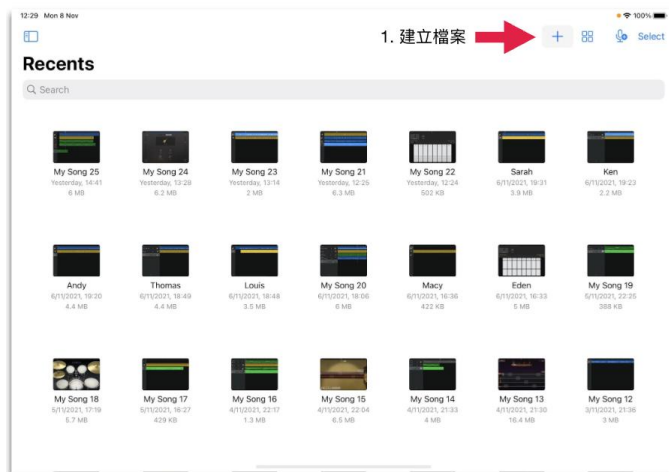 12:29 Mon 8 Nov
100%
1. 建立檔案
Select
Recents
Search
My Song 25
Yesterday, 14:41
6 MB
My Song 24
Yesterday, 13:28
6.2 MB
My Song 23
Yesterday, 13:14
2 MB
My Song 21
Yesterday, 12:25
6.3 MB
My Song 22
Yesterday, 12:24
502 KB
Sarah
6/11/2021, 19:31
3.9 MB
Ken
6/11/2021, 19:23
2.2 MB
Andy
6/11/2021, 19:20
4.4 MB
Thomas
6/11/2021, 18:49
4.4 MB
Louis
6/11/2021, 18:48
3.5 MB
My Song 20
6/11/2021, 18:06
6 MB
Macy
6/11/2021, 16:36
422 KB
Eden
6/11/2021, 16:33
5 MB
My Song 19
5/11/2021, 22:25
388 KB
My Song 18
5/11/2021, 17:19
5.7 MB
My Song 17
5/11/2021, 16:27
429 KB
My Song 16
4/11/2021, 22:17
1.3 MB
My Song 15
4/11/2021, 22:04
6.5 MB
My Song 14
4/11/2021, 21:33
4 MB
My Song 13
4/11/2021, 21:30
16.4 MB
My Song 12
3/11/2021, 21:36
3 MB